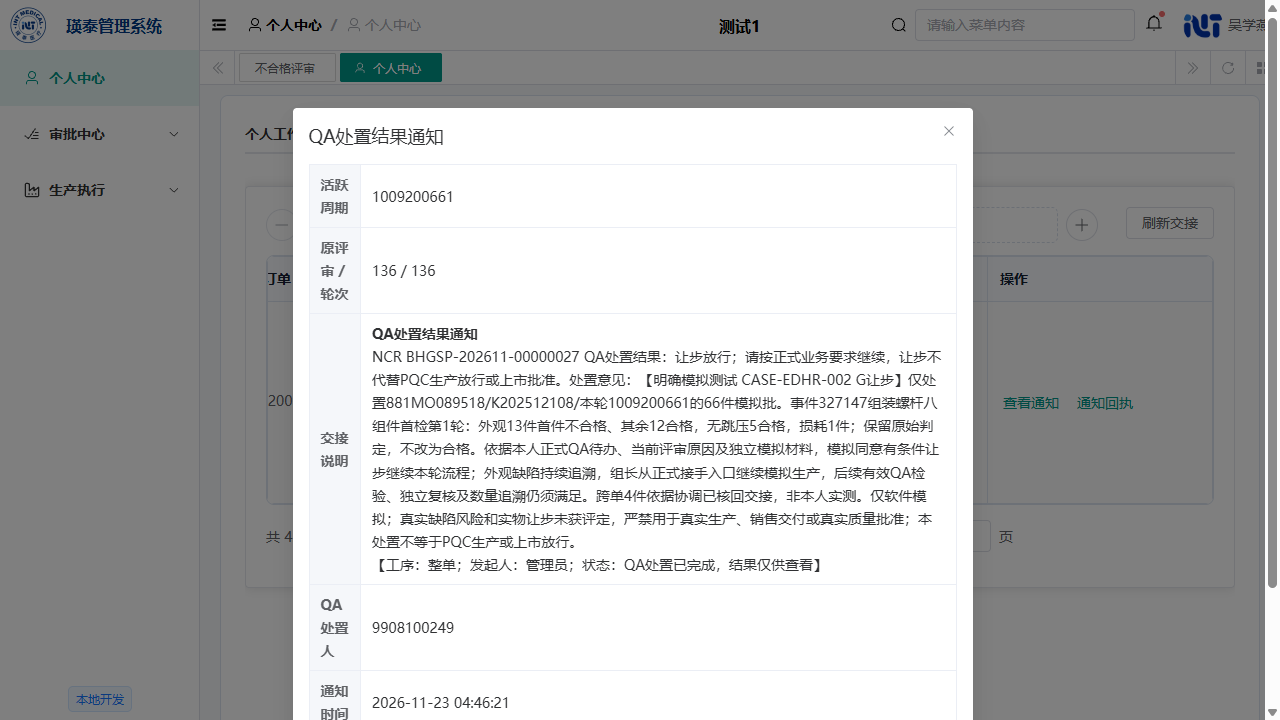 瑛泰管理系统
个人中心 / 个人中心
测试1
请输入菜单内容
吴学燕
不合格评审
个人中心
个人中心
审批中心
生产执行
本地开发
个人工作
刷新交接
订单
操作
200
查看通知 通知回执
共 4
页
QA处置结果通知
活跃周期
1009200661
原评审 / 轮次
136 / 136
交接说明
QA处置结果通知
NCR BHGSP-202611-00000027 QA处置结果：让步放行；请按正式业务要求继续，让步不
代替PQC生产放行或上市批准。处置意见：【明确模拟测试 CASE-EDHR-002 G让步】仅处
置881MO089518/K202512108/本轮1009200661的66件模拟批。事件327147组装螺杆八
组件首检第1轮：外观13件首件不合格、其余12合格，无跳压5合格，损耗1件；保留原始判
定，不改为合格。依据本人正式QA待办、当前评审原因及独立模拟材料，模拟同意有条件让
步继续本轮流程；外观缺陷持续追溯，组长从正式接手入口继续模拟生产，后续有效QA检
验、独立复核及数量追溯仍须满足。跨单4件依据协调已核回交接，非本人实测。仅软件模
拟；真实缺陷风险和实物让步未获评定，严禁用于真实生产、销售交付或真实质量批准；本
处置不等于PQC生产或上市放行。
【工序：整单；发起人：管理员；状态：QA处置已完成，结果仅供查看】
QA处置人
9908100249
通知时间
2026-11-23 04:46:21